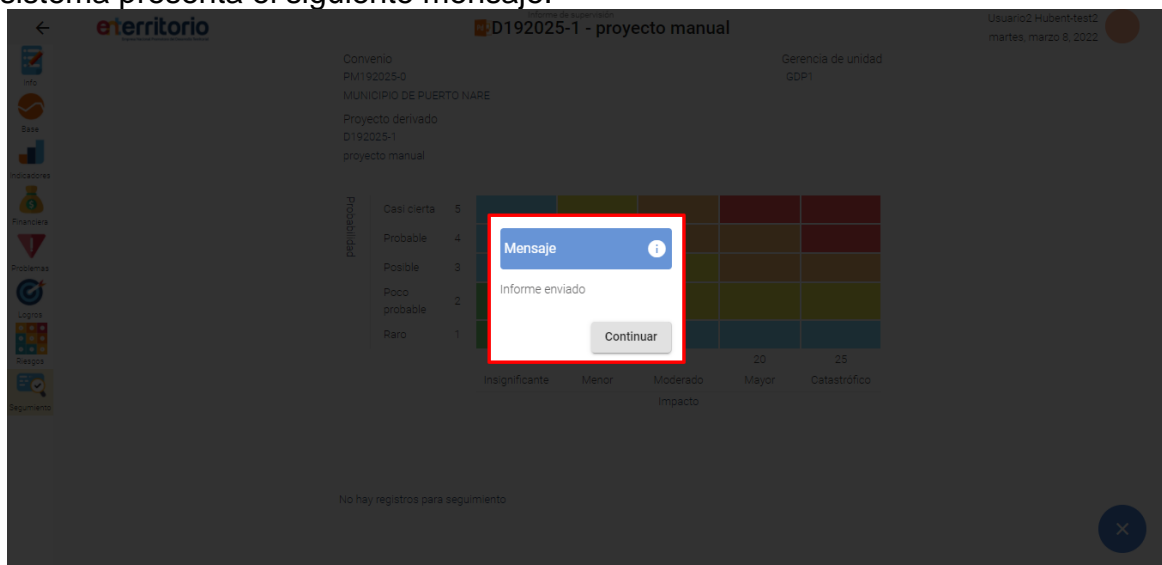 sistema presenta el siguiente mensaje:
eterritorio
Informe de supervisión
D192025-1 - proyecto manual
Usuario2 Hubent-test2
martes, marzo 8, 2022
Info
Base
Indicadores
Financiera
Problemas
Logros
Riesgos
Seguimiento
Convenio
PM192025-0
MUNICIPIO DE PUERTO NARE
Gerencia de unidad
GDP1
Proyecto derivado
D192025-1
proyecto manual
Probabilidad
Casi cierta 5
Probable 4
Posible 3
Poco
probable 2
Raro 1
20 25
Insignificante Menor Moderado Mayor Catastrófico
Impacto
Mensaje
Informe enviado
Continuar
No hay registros para seguimiento